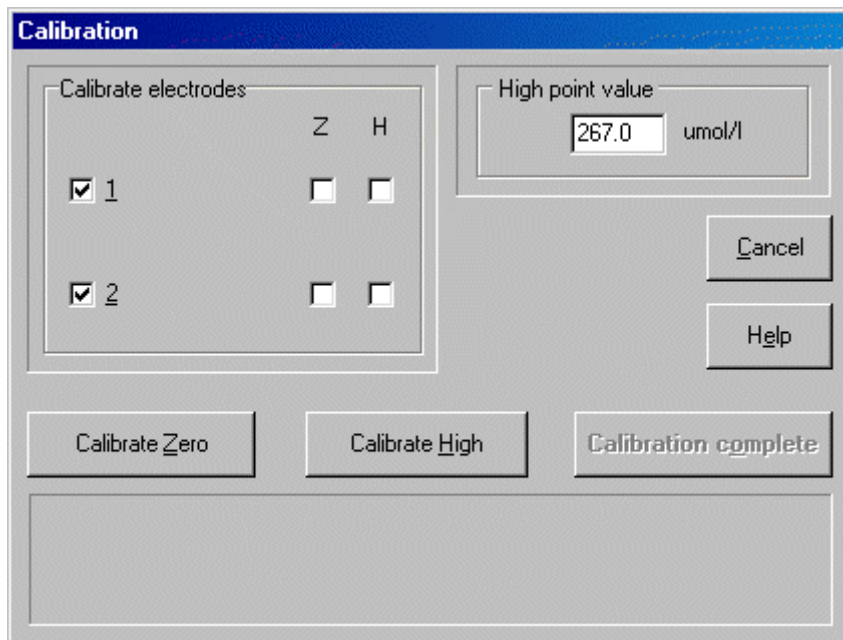 Calibration
Calibrate electrodes
Z H
1
2
High point value
267.0 umol/l
Cancel
Help
Calibrate Zero
Calibrate High
Calibration complete